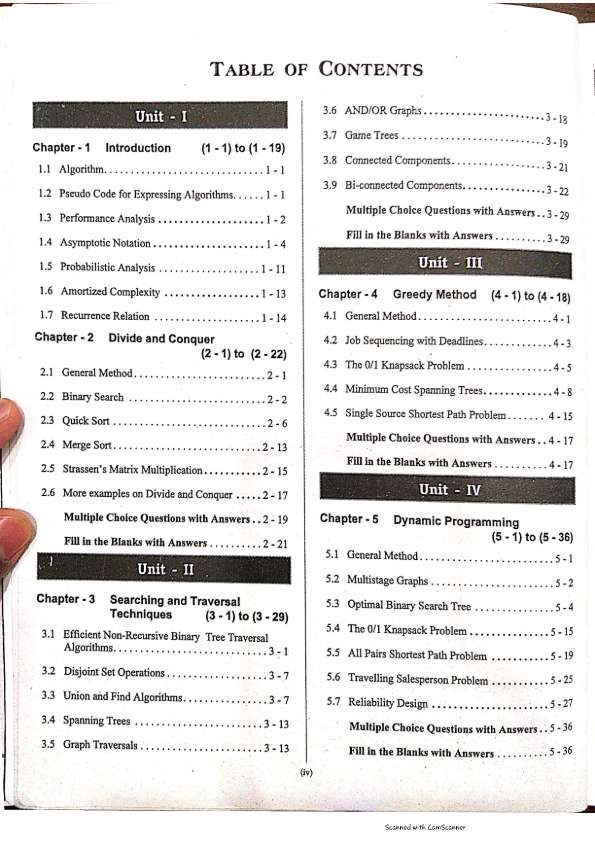 TABLE OF CONTENTS
Unit - I
Chapter - 1 Introduction (1 - 1) to (1 - 19)
1.1 Algorithm. . . . . . . . . . . . . . . . . . . . . . . . . . . . . 1 - 1
1.2 Pseudo Code for Expressing Algorithms. . . . . . 1 - 1
1.3 Performance Analysis . . . . . . . . . . . . . . . . . . . . 1 - 2
1.4 Asymptotic Notation . . . . . . . . . . . . . . . . . . . . . 1 - 4
1.5 Probabilistic Analysis . . . . . . . . . . . . . . . . . . . 1 - 11
1.6 Amortized Complexity . . . . . . . . . . . . . . . . . 1 - 13
1.7 Recurrence Relation . . . . . . . . . . . . . . . . . . . 1 - 14
Chapter - 2 Divide and Conquer
(2 - 1) to (2 - 22)
2.1 General Method. . . . . . . . . . . . . . . . . . . . . . . . 2 - 1
2.2 Binary Search . . . . . . . . . . . . . . . . . . . . . . . . . 2 - 2
2.3 Quick Sort . . . . . . . . . . . . . . . . . . . . . . . . . . . . 2 - 6
2.4 Merge Sort. . . . . . . . . . . . . . . . . . . . . . . . . . . 2 - 13
2.5 Strassen's Matrix Multiplication. . . . . . . . . . . 2 - 15
2.6 More examples on Divide and Conquer . . . . . 2 - 17
Multiple Choice Questions with Answers . . 2 - 19
Fill in the Blanks with Answers . . . . . . . . . . 2 - 21
Unit - II
Chapter - 3 Searching and Traversal
Techniques (3 - 1) to (3 - 29)
3.1 Efficient Non-Recursive Binary Tree Traversal
Algorithms. . . . . . . . . . . . . . . . . . . . . . . . . . . . 3 - 1
3.2 Disjoint Set Operations . . . . . . . . . . . . . . . . . . 3 - 7
3.3 Union and Find Algorithms. . . . . . . . . . . . . . . . 3 - 7
3.4 Spanning Trees . . . . . . . . . . . . . . . . . . . . . . . 3 - 13
3.5 Graph Traversals . . . . . . . . . . . . . . . . . . . . . . 3 - 13
3.6 AND/OR Graphs . . . . . . . . . . . . . . . . . . . . . . 3 - 18
3.7 Game Trees . . . . . . . . . . . . . . . . . . . . . . . . . . 3 - 19
3.8 Connected Components. . . . . . . . . . . . . . . . . 3 - 21
3.9 Bi-connected Components. . . . . . . . . . . . . . . 3 - 22
Multiple Choice Questions with Answers . . 3 - 29
Fill in the Blanks with Answers . . . . . . . . . . 3 - 29
Unit - III
Chapter - 4 Greedy Method (4 - 1) to (4 - 18)
4.1 General Method. . . . . . . . . . . . . . . . . . . . . . . . 4 - 1
4.2 Job Sequencing with Deadlines. . . . . . . . . . . . . 4 - 3
4.3 The 0/1 Knapsack Problem . . . . . . . . . . . . . . . 4 - 5
4.4 Minimum Cost Spanning Trees. . . . . . . . . . . . . 4 - 8
4.5 Single Source Shortest Path Problem . . . . . . . 4 - 15
Multiple Choice Questions with Answers . . 4 - 17
Fill in the Blanks with Answers . . . . . . . . . . 4 - 17
Unit - IV
Chapter - 5 Dynamic Programming
(5 - 1) to (5 - 36)
5.1 General Method. . . . . . . . . . . . . . . . . . . . . . . . 5 - 1
5.2 Multistage Graphs . . . . . . . . . . . . . . . . . . . . . . 5 - 2
5.3 Optimal Binary Search Tree . . . . . . . . . . . . . . 5 - 4
5.4 The 0/1 Knapsack Problem . . . . . . . . . . . . . . 5 - 15
5.5 All Pairs Shortest Path Problem . . . . . . . . . . . 5 - 19
5.6 Travelling Salesperson Problem . . . . . . . . . . . 5 - 25
5.7 Reliability Design . . . . . . . . . . . . . . . . . . . . . 5 - 27
Multiple Choice Questions with Answers . . 5 - 36
Fill in the Blanks with Answers . . . . . . . . . . 5 - 36
(iv)
Scanned with CamScanner